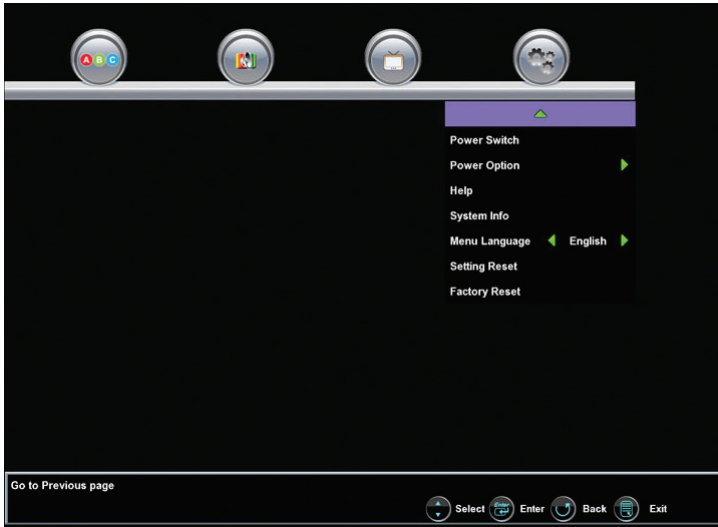 A B C
Power Switch
Power Option
Help
System Info
Menu Language English
Setting Reset
Factory Reset
Go to Previous page
Select Enter Enter Back Exit